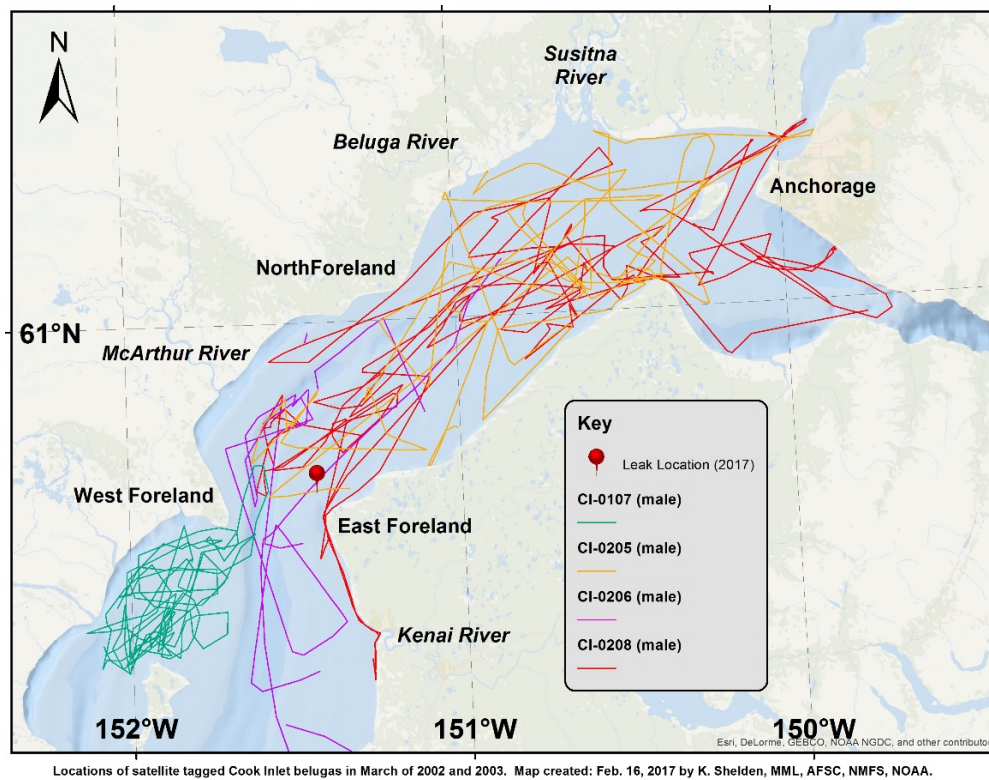 N
Susitna
River
Beluga River
Anchorage
NorthForeland
61°N
McArthur River
West Foreland
East Foreland
Kenai River
Key
Leak Location (2017)
CI-0107 (male)
CI-0205 (male)
CI-0206 (male)
CI-0208 (male)
152°W
151°W
150°W
Esri, DeLorme, GEBCO, NOAA NGDC, and other contributor
Locations of satellite tagged Cook Inlet belugas in March of 2002 and 2003. Map created: Feb. 16, 2017 by K. Shelden, MML, AFSC, NMFS, NOAA.